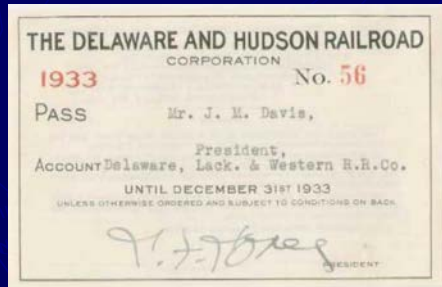 THE DELAWARE AND HUDSON RAILROAD
CORPORATION
1933 No. 56
PASS Mr. J. M. Davis,
President,
ACCOUNT Delaware, Lack. & Western R.R.Co.
UNTIL DECEMBER 31ST 1933
UNLESS OTHERWISE ORDERED AND SUBJECT TO CONDITIONS ON BACK
PRESIDENT